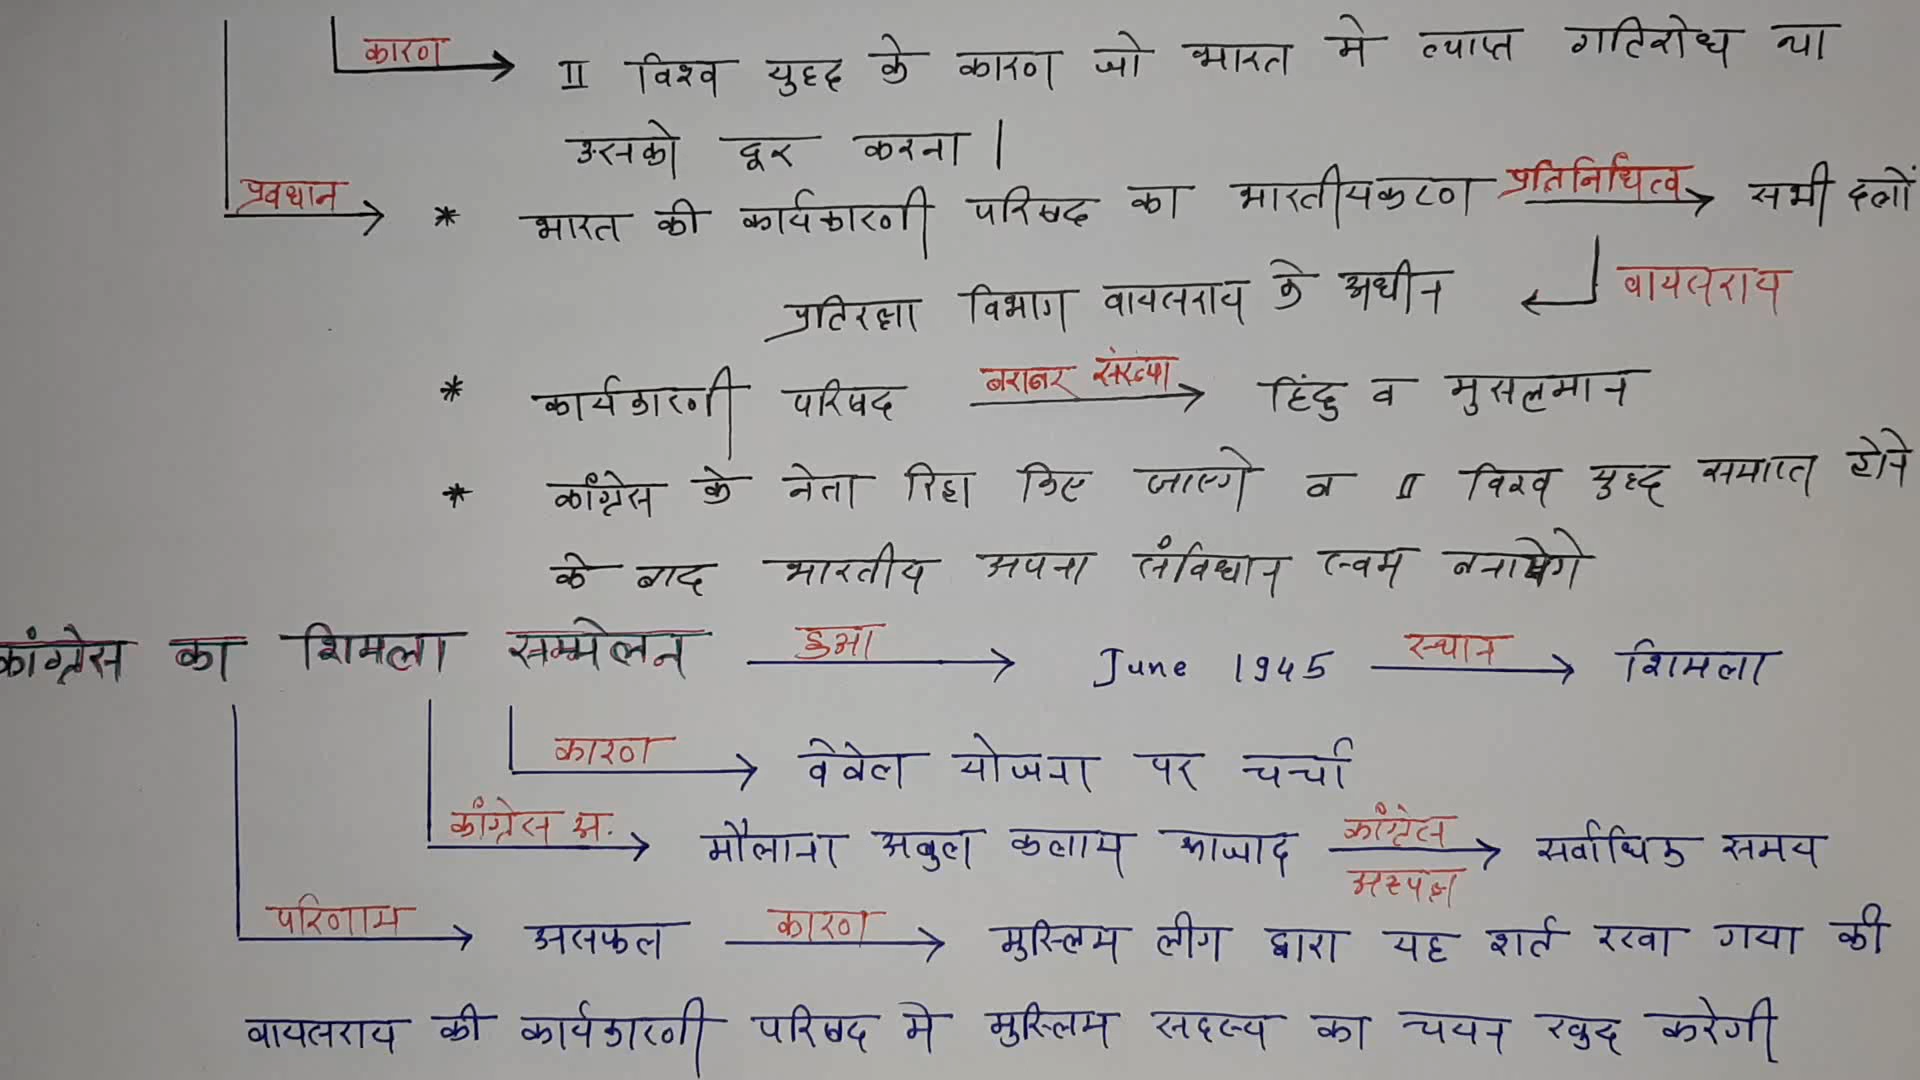 कारण → II विश्व युद्द के कारण जो भारत मे व्याप्त गतिरोध था
उसको दूर करना।
प्रवधान → * भारत की कार्यकारणी परिषद का भारतीयकरण प्रतिनिधित्व → सभी दलों
प्रतिरक्षा विभाग वायसराय के अधीन ← वायसराय
* कार्यकारणी परिषद बराबर संख्या → हिंदु व मुसलमान
* काँग्रेस के नेता रिहा किए जाएगे व II विश्व युद्द समाप्त होने
के बाद भारतीय अपना संविधान स्वम बनायेगे
कांग्रेस का शिमला सम्मेलन हुआ → June 1945 स्थान → शिमला
कारण → वेवेल योजना पर चर्चा
काँग्रेस अ. → मौलाना अबुल कलाम आजाद काँग्रेस अध्यक्ष → सर्वाधिक समय
परिणाम → असफल कारण → मुस्लिम लीग द्वारा यह शर्त रखा गया की
वायसराय की कार्यकारणी परिषद मे मुस्लिम सदस्य का चयन खुद करेगी